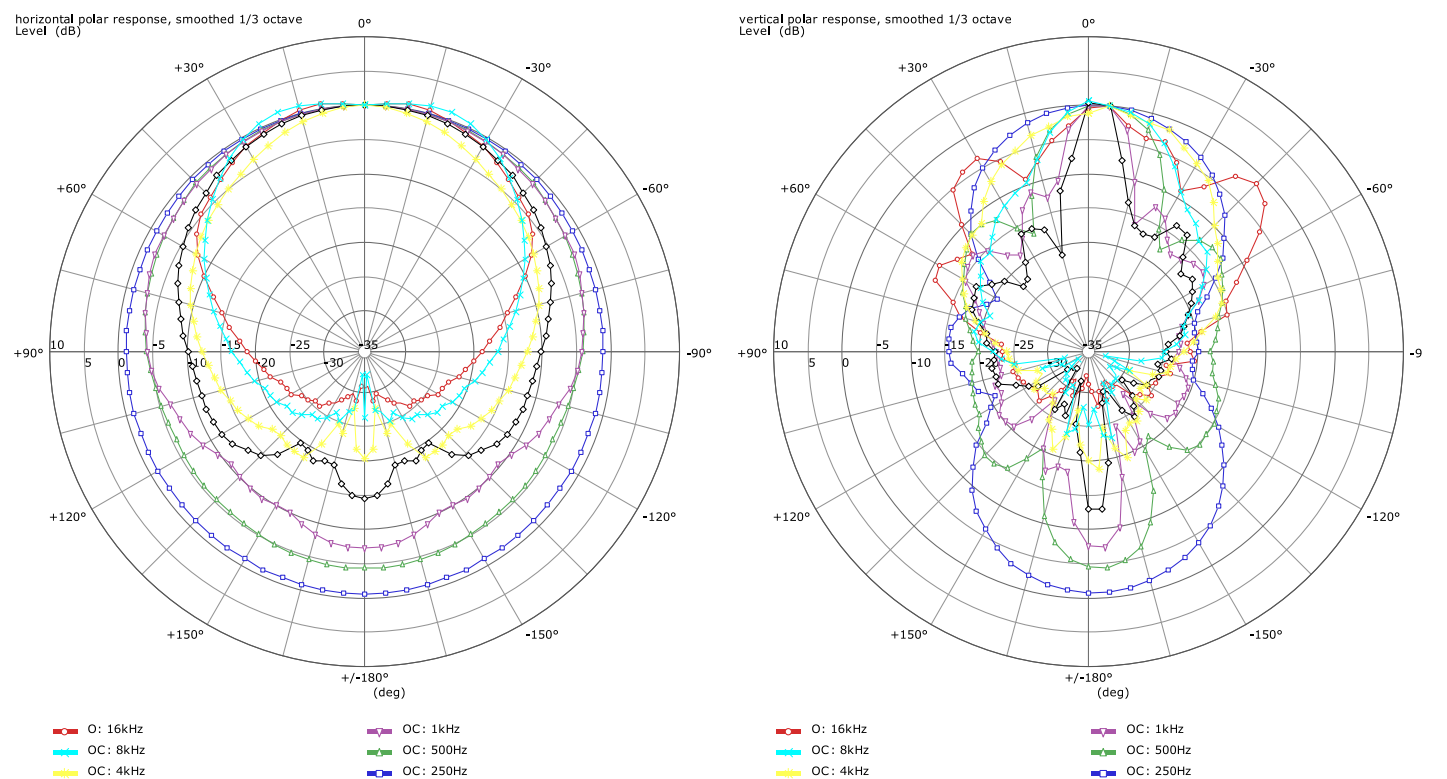 horizontal polar response, smoothed 1/3 octave
Level (dB)
0°
+30°
-30°
+60°
-60°
+90°
10
5
0
-5
-10
-15
-20
-25
-30
-35
-90°
+120°
-120°
+150°
-150°
+/-180°
(deg)
O: 16kHz
OC: 1kHz
OC: 8kHz
OC: 500Hz
OC: 4kHz
OC: 250Hz
vertical polar response, smoothed 1/3 octave
Level (dB)
0°
+30°
-30°
+60°
-60°
+90°
10
5
0
-5
-10
-15
-20
-25
-30
-35
-9
+120°
-120°
+150°
-150°
+/-180°
(deg)
O: 16kHz
OC: 1kHz
OC: 8kHz
OC: 500Hz
OC: 4kHz
OC: 250Hz